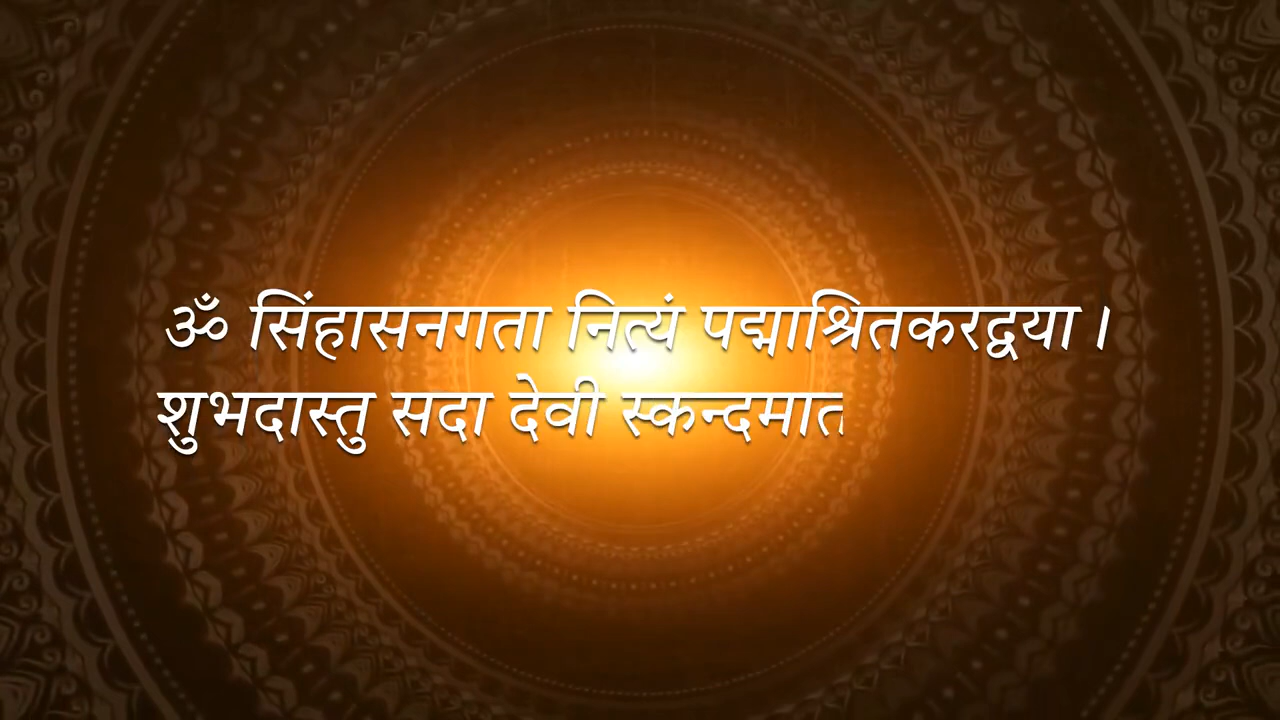 ॐ सिंहासनगता नित्यं पद्माश्रितकरद्वया।
शुभदास्तु सदा देवी स्कन्दमात